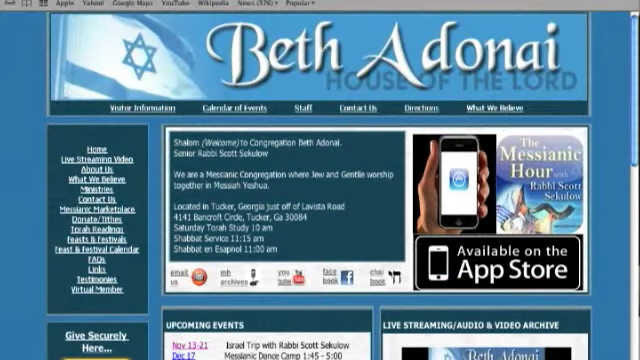 Apple Yahoo! Google Maps YouTube Wikipedia News (376) Popular
Beth Adonai
HOUSE OF THE LORD
Visitor Information Calendar of Events Staff Contact Us Directions What We Believe
Home
Live Streaming Video
About Us
What We Believe
Ministries
Contact Us
Messianic Marketplace
Donate/Tithes
Torah Readings
Feasts & Festivals
Feast & Festival Calendar
FAQs
Links
Testimonies
Virtual Member
Give Securely
Here...
Shalom (Welcome) to Congregation Beth Adonai.
Senior Rabbi Scott Sekulow
We are a Messianic Congregation where Jew and Gentile worship
together in Messiah Yeshua.
Located in Tucker, Georgia just off of Lavista Road
4141 Bancroft Circle, Tucker, Ga 30084
Saturday Torah Study 10 am
Shabbat Service 11:15 am
Shabbat en Esapnol 11:00 am
email us
mh archives
you tube
face book
chai book
The
Messianic
Hour with
Rabbi Scott
Sekulow
Available on the
App Store
UPCOMING EVENTS
Nov 13-21 Israel Trip with Rabbi Scott Sekulow
Dec 17 Messianic Dance Camp 1:45 - 5:00
LIVE STREAMING/AUDIO & VIDEO ARCHIVE